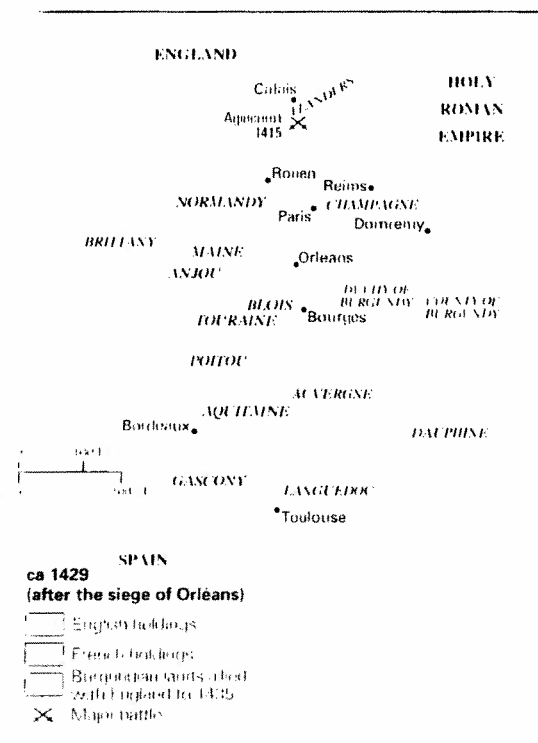 ENGLAND
Calais
FLANDERS
HOLY
ROMAN
EMPIRE
Agincourt
1415
Rouen
Reims
NORMANDY
CHAMPAGNE
Paris
Domremy
BRITTANY
MAINE
Orleans
ANJOU
DUCHY OF
BURGUNDY
COUNTY OF
BURGUNDY
BLOIS
Bourges
TOURAINE
POITOU
AUVERGNE
AQUITAINE
Bordeaux
DAUPHINE
GASCONY
LANGUEDOC
Toulouse
SPAIN
ca 1429
(after the siege of Orléans)
English holdings
French holdings
Burgundian lands allied
with England to 1435
Major battle